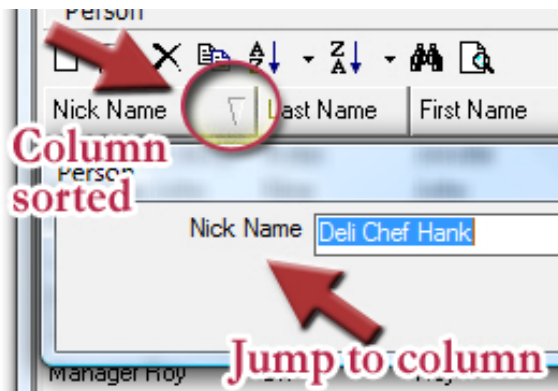 Person
Nick Name Last Name First Name
Column
sorted
Person
Nick Name Deli Chef Hank
Jump to column
Manager Roy